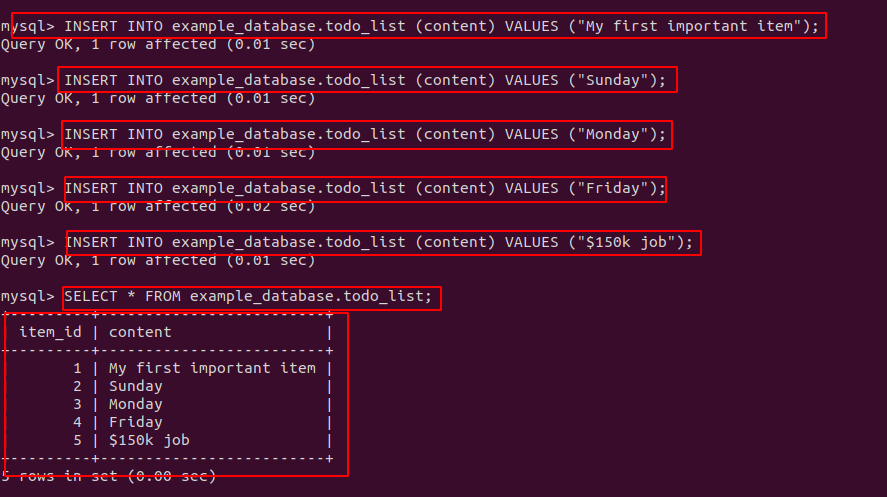 mysql> INSERT INTO example_database.todo_list (content) VALUES ("My first important item");
Query OK, 1 row affected (0.01 sec)
mysql> INSERT INTO example_database.todo_list (content) VALUES ("Sunday");
Query OK, 1 row affected (0.01 sec)
mysql> INSERT INTO example_database.todo_list (content) VALUES ("Monday");
Query OK, 1 row affected (0.01 sec)
mysql> INSERT INTO example_database.todo_list (content) VALUES ("Friday");
Query OK, 1 row affected (0.02 sec)
mysql> INSERT INTO example_database.todo_list (content) VALUES ("$150k job");
Query OK, 1 row affected (0.01 sec)
mysql> SELECT * FROM example_database.todo_list;
+---------+-------------------------+
| item_id | content                 |
+---------+-------------------------+
|       1 | My first important item |
|       2 | Sunday                  |
|       3 | Monday                  |
|       4 | Friday                  |
|       5 | $150k job               |
+---------+-------------------------+
5 rows in set (0.00 sec)